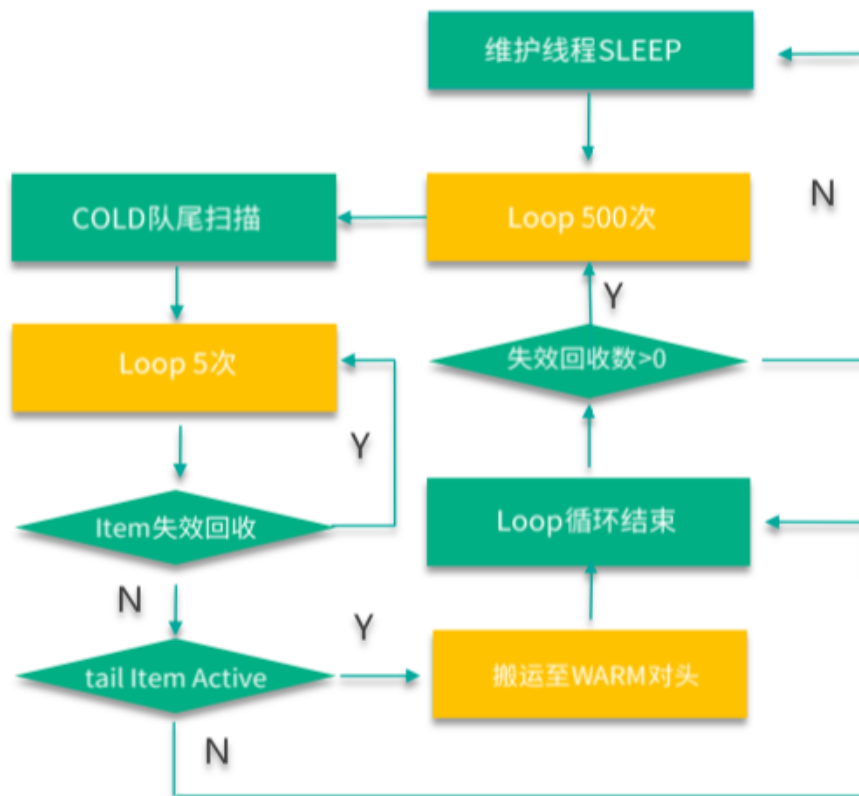 维护线程SLEEP
N
COLD队尾扫描
Loop 500次
Y
Loop 5次
失效回收数>0
Y
Item失效回收
Loop循环结束
N
Y
tail Item Active
搬运至WARM对头
N